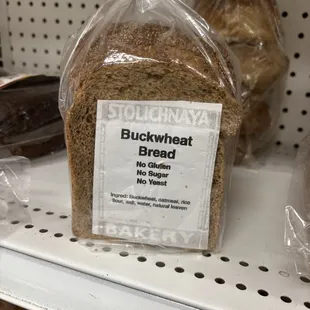 STOLICHNAYA
Buckwheat
Bread
No Gluten
No Sugar
No Yeast
Ingred: Buckwheat, oatmeal, rice
flour, salt, water, natural leaven
BAKERY